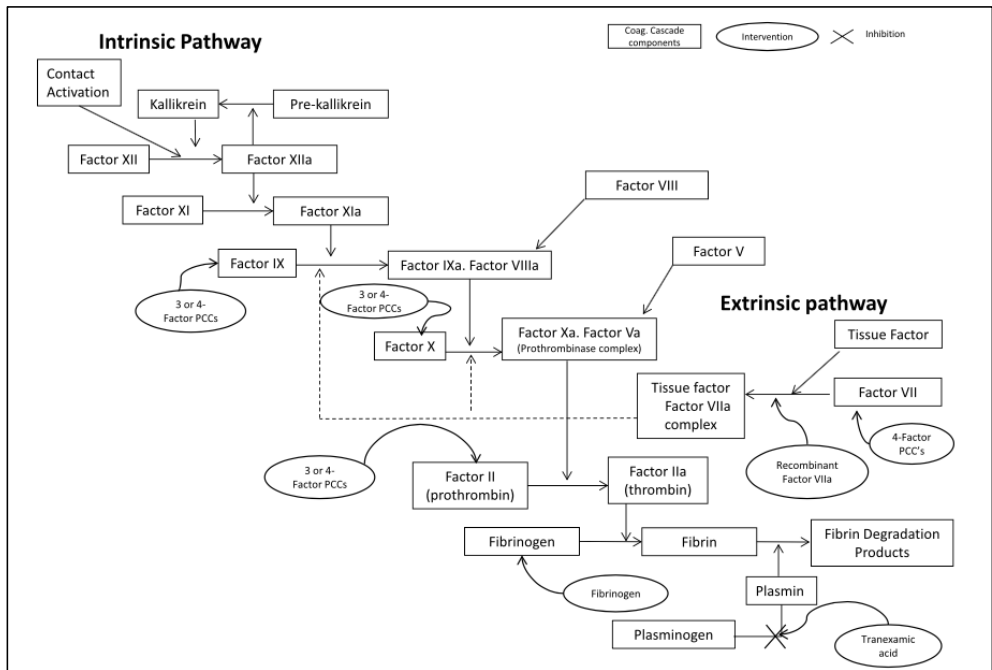 Intrinsic Pathway
Coag. Cascade
components
Intervention
Inhibition
Contact
Activation
Kallikrein
Pre-kallikrein
Factor XII
Factor XIIa
Factor VIII
Factor XI
Factor XIa
Factor V
Factor IX
Factor IXa. Factor VIIIa
3 or 4-
Factor PCCs
3 or 4-
Factor PCCs
Extrinsic pathway
Factor X
Factor Xa. Factor Va
(Prothrombinase complex)
Tissue Factor
Tissue factor
Factor VIIa
complex
Factor VII
4-Factor
PCC's
Recombinant
Factor VIIa
3 or 4-
Factor PCCs
Factor II
(prothrombin)
Factor IIa
(thrombin)
Fibrinogen
Fibrin
Fibrin Degradation
Products
Fibrinogen
Plasmin
Plasminogen
Tranexamic
acid